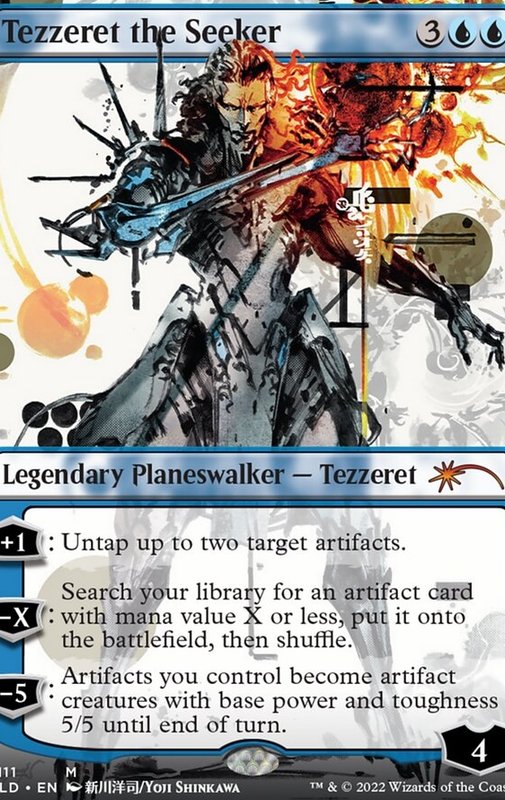 Tezzeret the Seeker 3
Legendary Planeswalker — Tezzeret
+1: Untap up to two target artifacts.
Search your library for an artifact card
−X: with mana value X or less, put it onto
the battlefield, then shuffle.
Artifacts you control become artifact
−5: creatures with base power and toughness
5/5 until end of turn.
4
111 M
LD • EN 新川洋司/Yoji Shinkawa ™ & © 2022 Wizards of the Coas